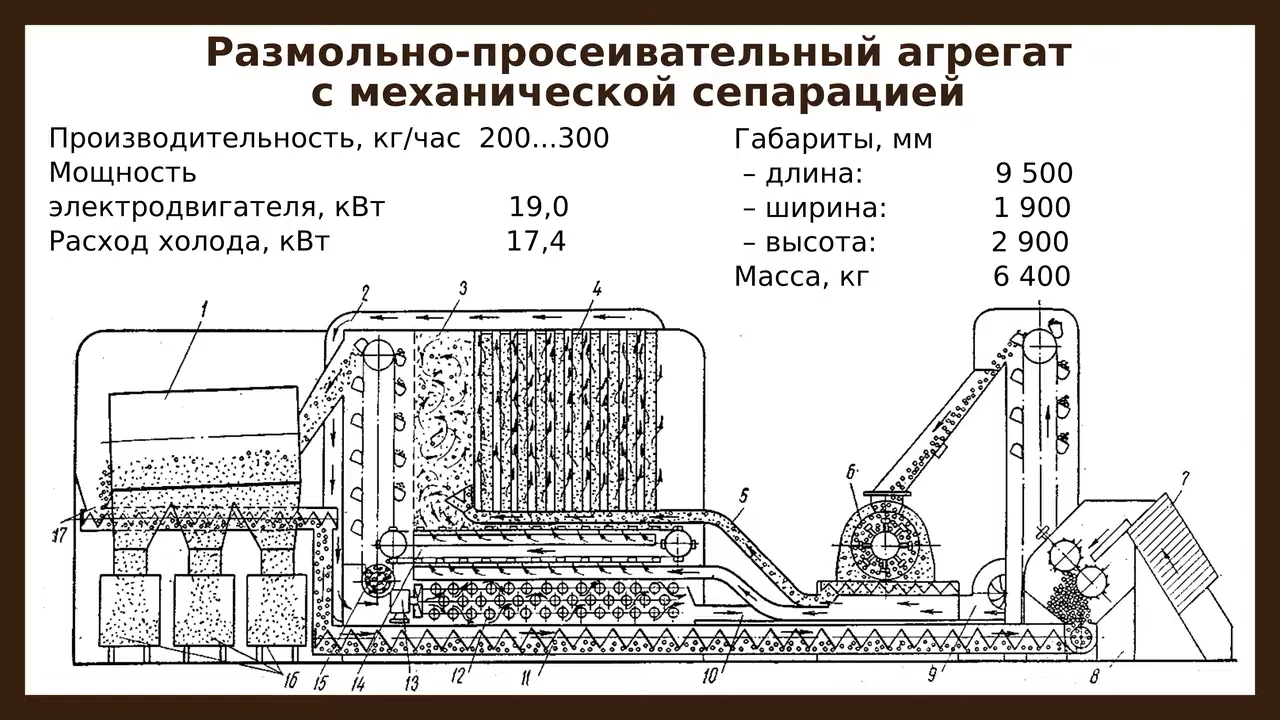 Размольно-просеивательный агрегат
с механической сепарацией
Производительность, кг/час 200...300
Мощность
электродвигателя, кВт 19,0
Расход холода, кВт 17,4
Габариты, мм
– длина: 9 500
– ширина: 1 900
– высота: 2 900
Масса, кг 6 400
1
2
3
4
5
6
7
17
16
15
14
13
12
11
10
9
8